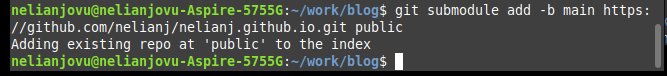 nelianjovu@nelianjovu-Aspire-5755G:~/work/blog$ git submodule add -b main https:
//github.com/nelianj/nelianj.github.io.git public
Adding existing repo at 'public' to the index
nelianjovu@nelianjovu-Aspire-5755G:~/work/blog$